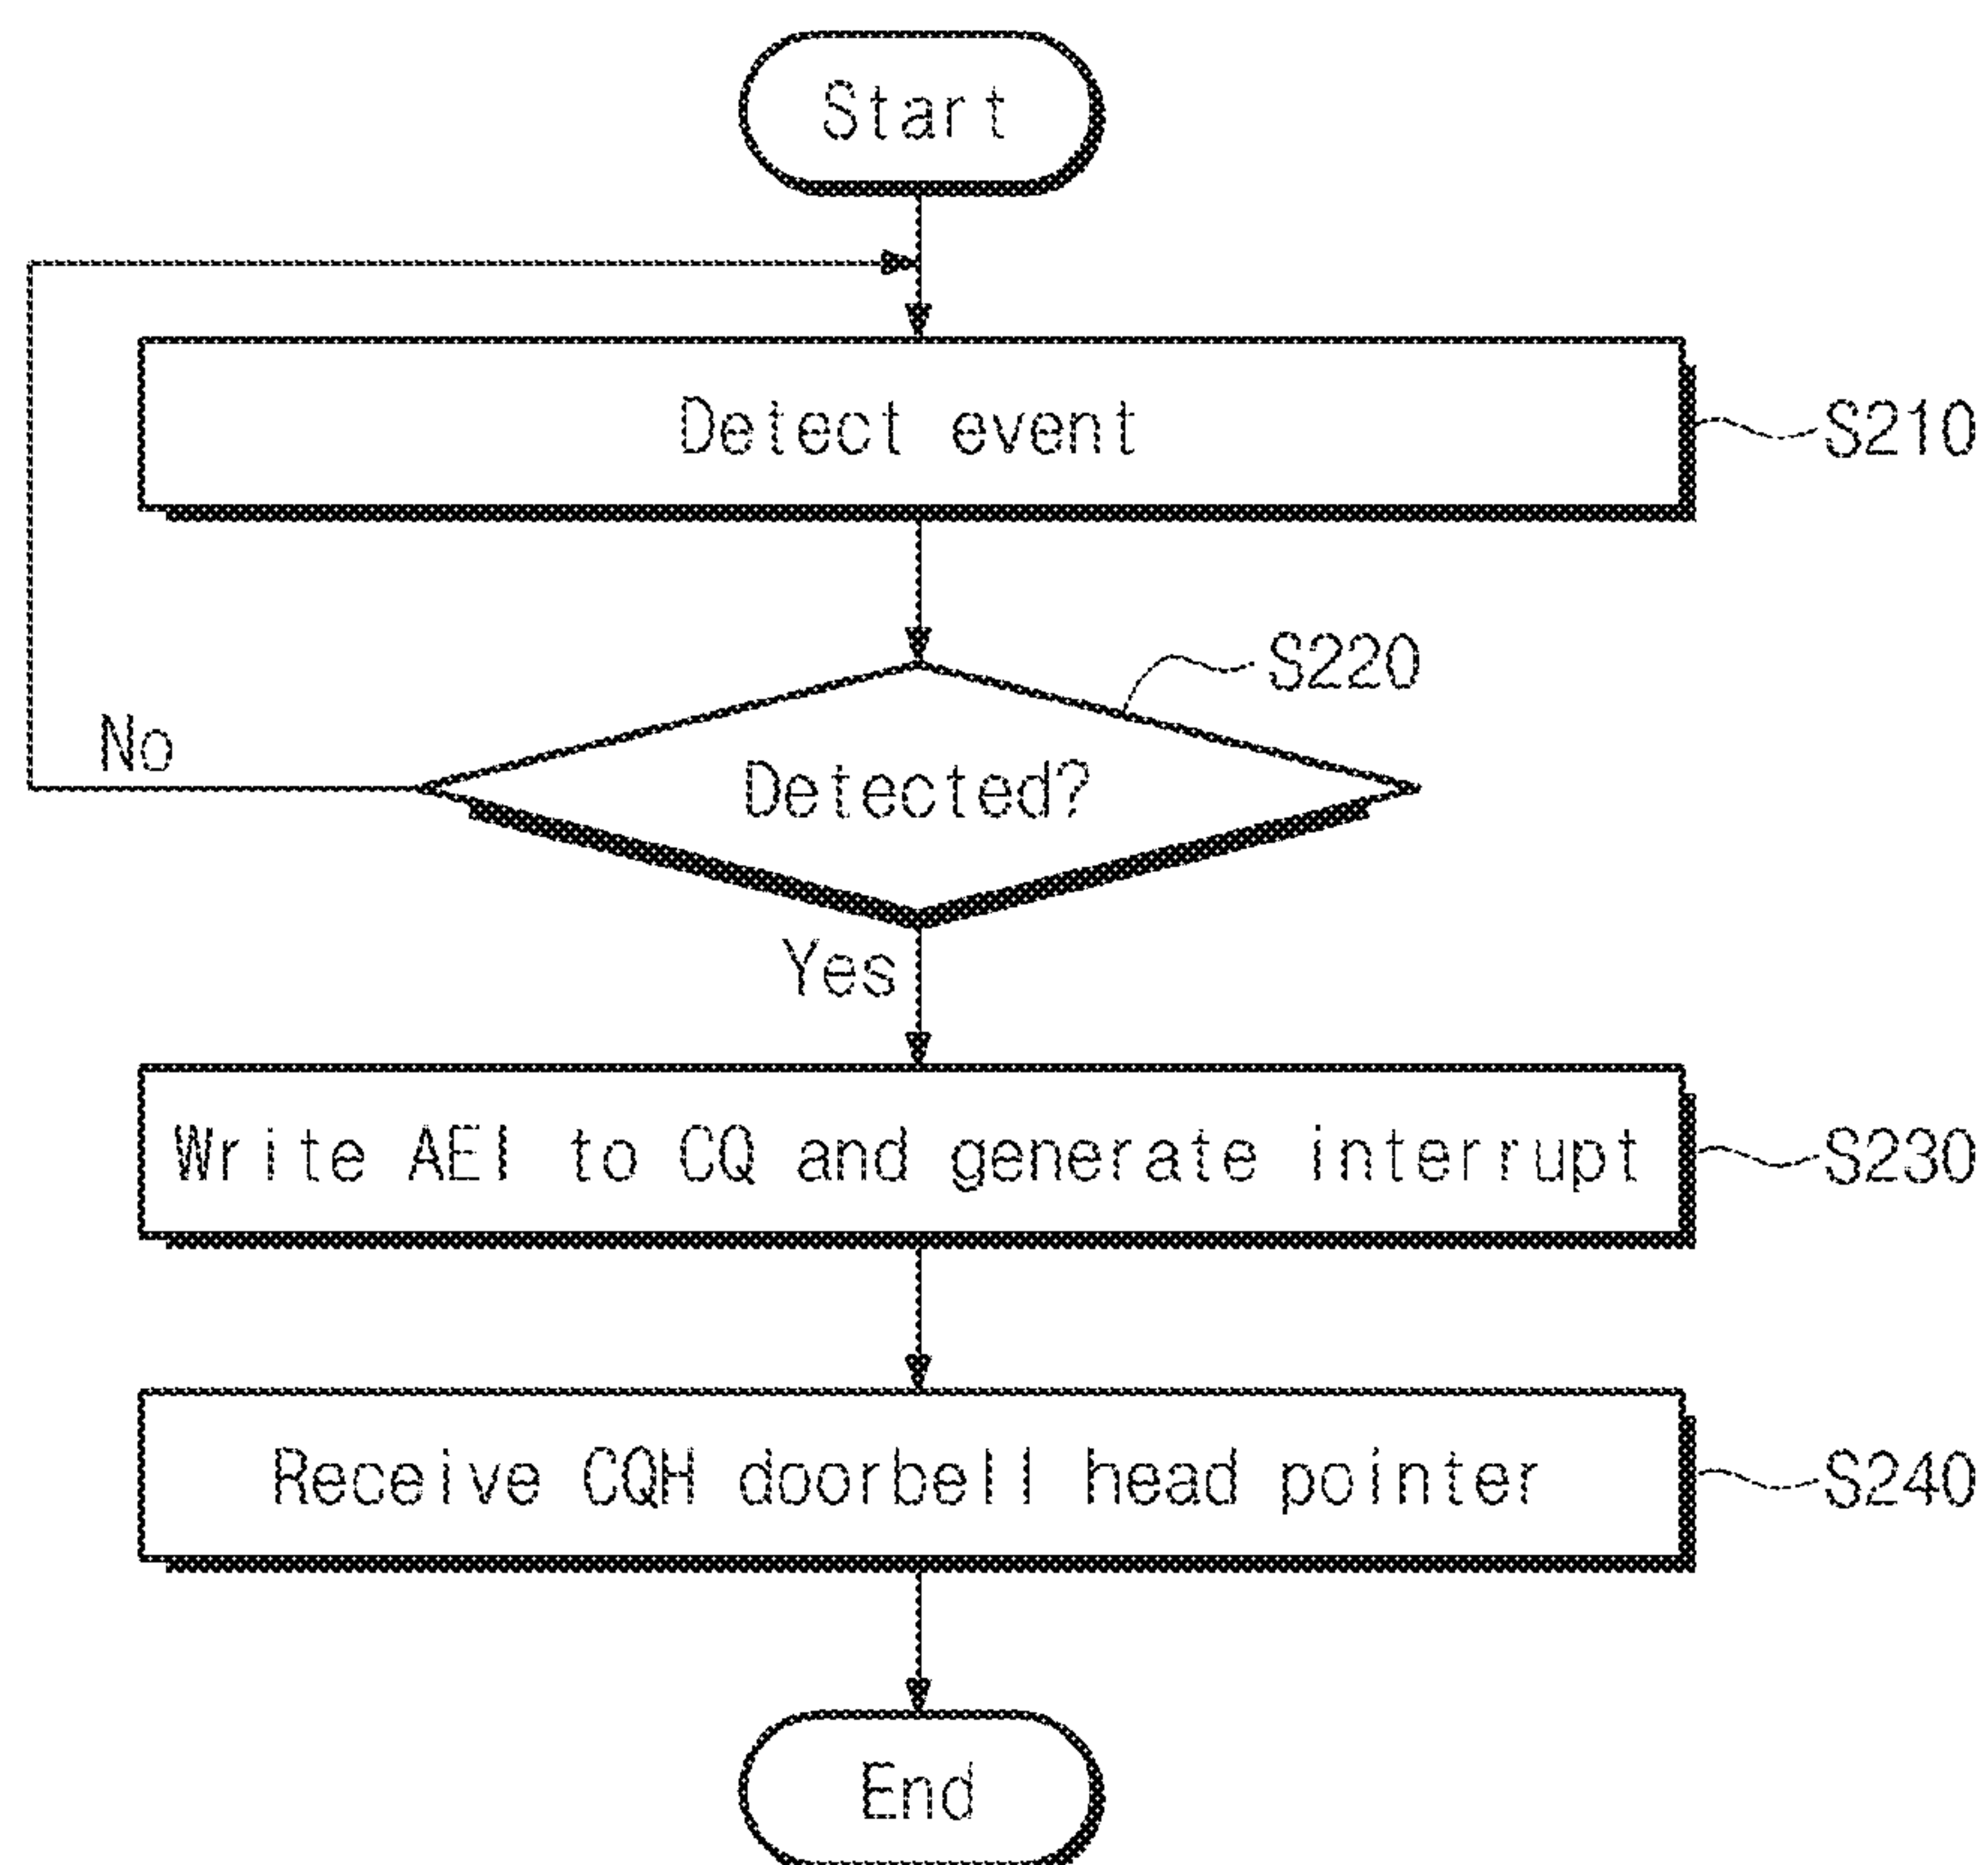 Start
Detect event
S210
S220
No
Detected?
Yes
Write AEI to CQ and generate interrupt
S230
Receive CQH doorbell head pointer
S240
End